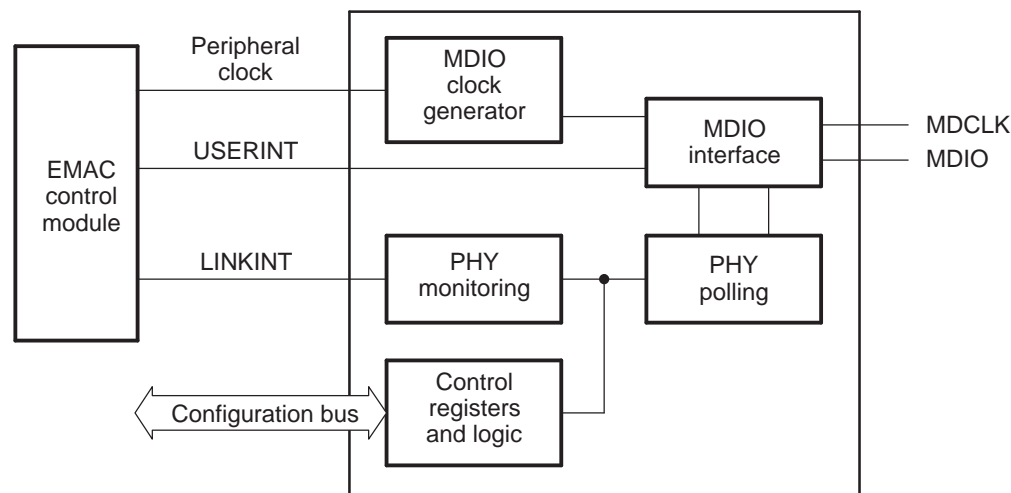 Peripheral
clock
MDIO
clock
generator
USERINT
MDIO
interface
MDCLK
MDIO
EMAC
control
module
LINKINT
PHY
monitoring
PHY
polling
Configuration bus
Control
registers
and logic